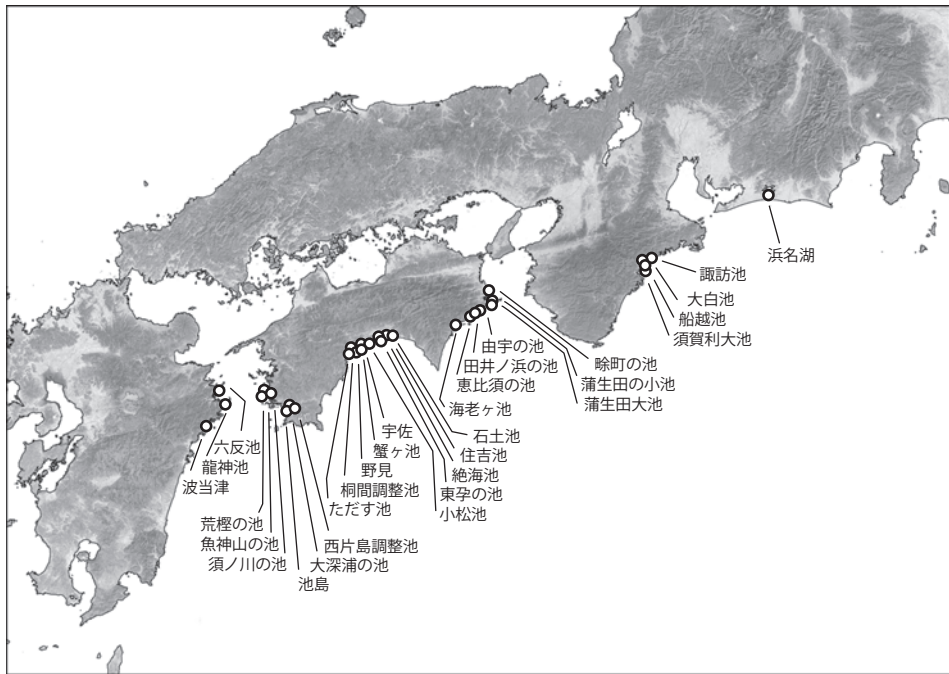 浜名湖
諏訪池
大白池
船越池
須賀利大池
畭町の池
蒲生田の小池
蒲生田大池
由宇の池
田井ノ浜の池
恵比須の池
海老ヶ池
石土池
住吉池
絶海池
東孕の池
小松池
宇佐
蟹ヶ池
野見
桐間調整池
ただす池
六反池
龍神池
波当津
荒樫の池
魚神山の池
須ノ川の池
西片島調整池
大深浦の池
池島